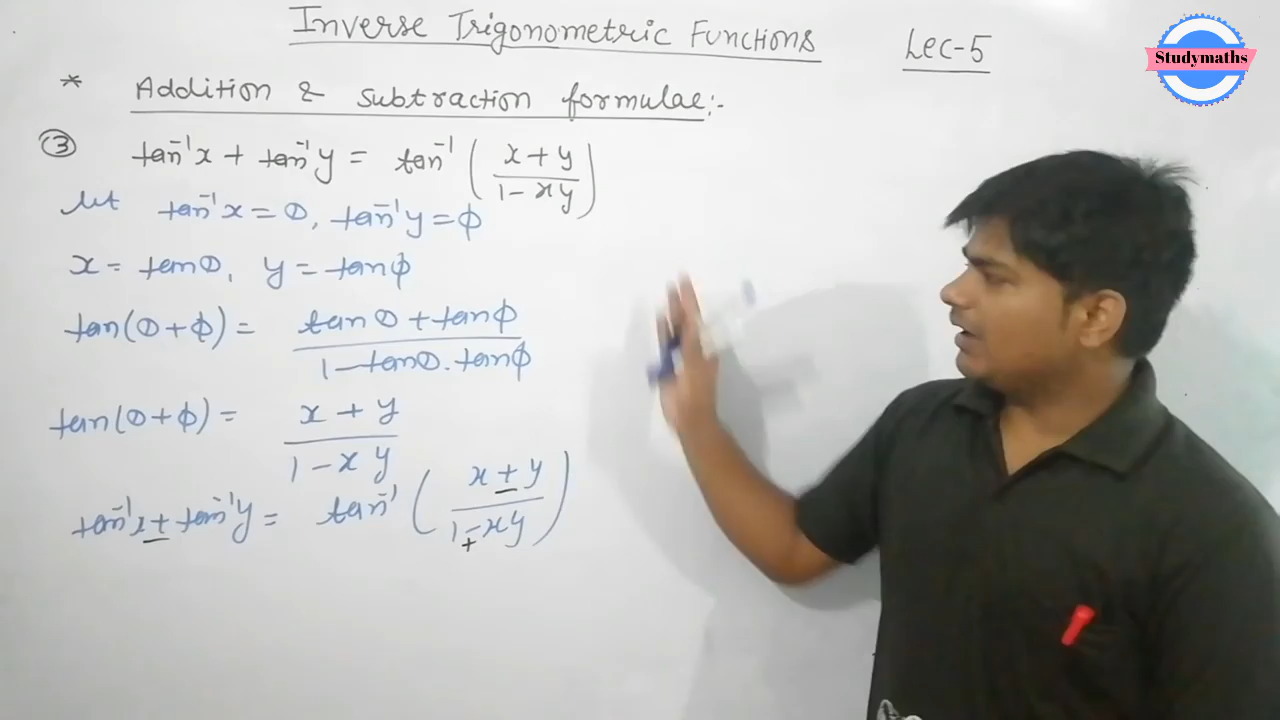 Inverse Trigonometric Functions Lec-5
Studymaths
* Addition & Subtraction formulae:-
③ tan⁻¹x + tan⁻¹y = tan⁻¹ ( (x + y) / (1 - xy) )
Let tan⁻¹x = θ, tan⁻¹y = ϕ
x = tanθ, y = tanϕ
tan(θ + ϕ) = (tanθ + tanϕ) / (1 - tanθ . tanϕ)
tan(θ + ϕ) = (x + y) / (1 - x y)
tan⁻¹x ± tan⁻¹y = tan⁻¹ ( (x ± y) / (1 ∓ xy) )